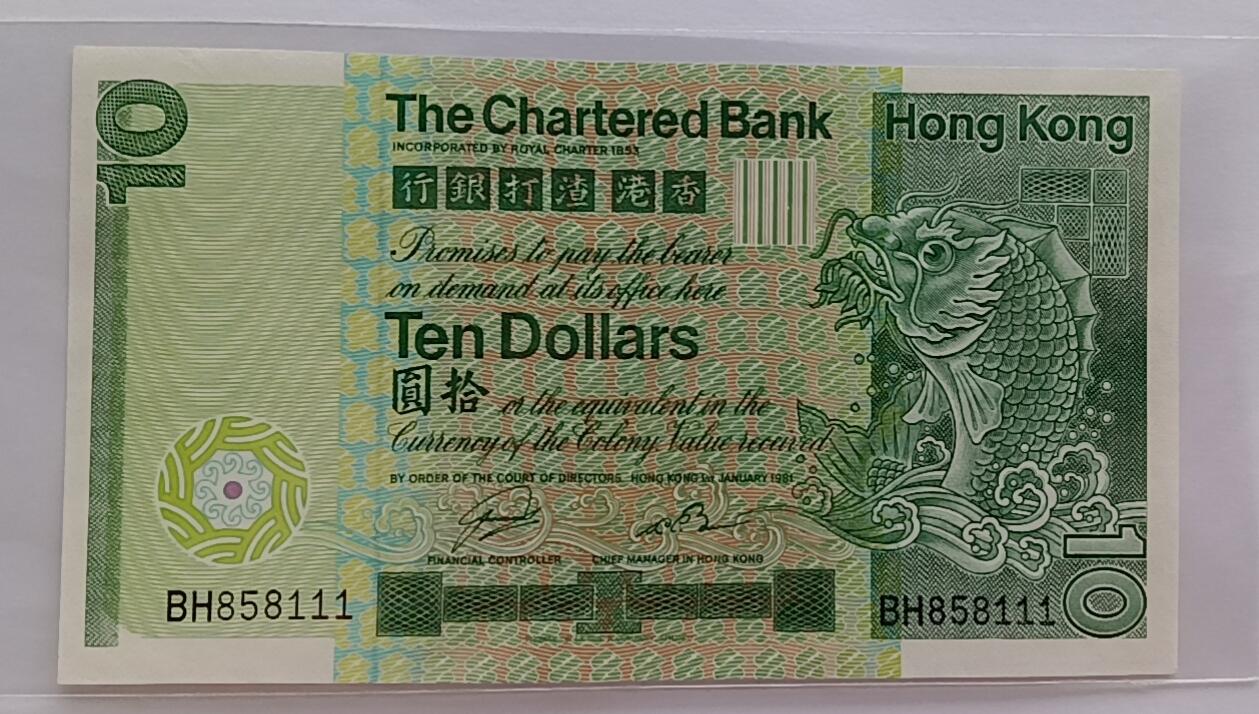 10
The Chartered Bank
INCORPORATED BY ROYAL CHARTER 1853
香港渣打銀行
Hong Kong
Promises to pay the bearer
on demand at its office here
Ten Dollars
拾圓 or the equivalent in the
Currency of the Colony Value received
BY ORDER OF THE COURT OF DIRECTORS. HONG KONG 1ST JANUARY 1981
FINANCIAL CONTROLLER
CHIEF MANAGER IN HONG KONG
BH858111
BH858111
10